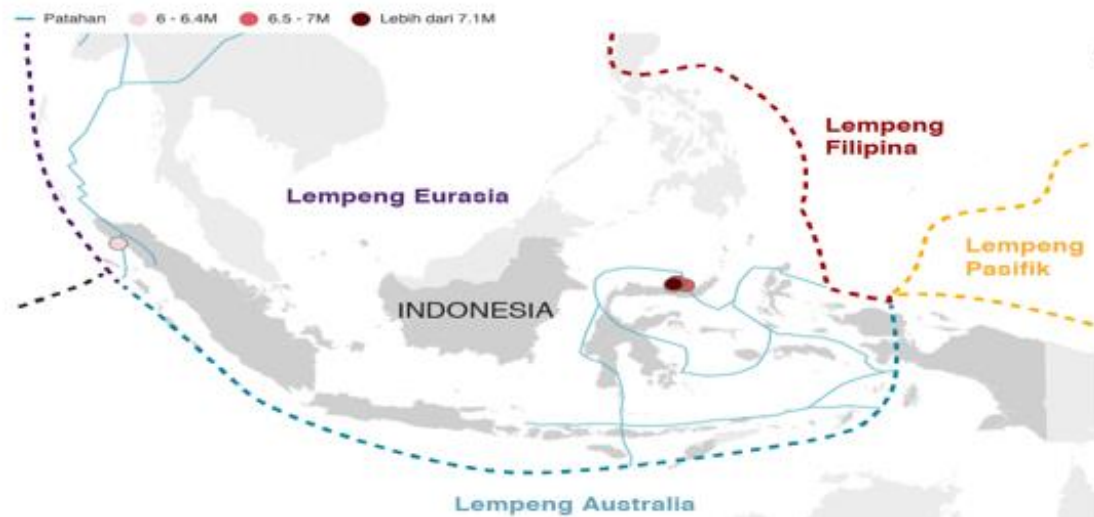 Patahan 6 - 6.4M 6.5 - 7M Lebih dari 7.1M
Lempeng
Filipina
Lempeng Eurasia
Lempeng
Pasifik
INDONESIA
Lempeng Australia